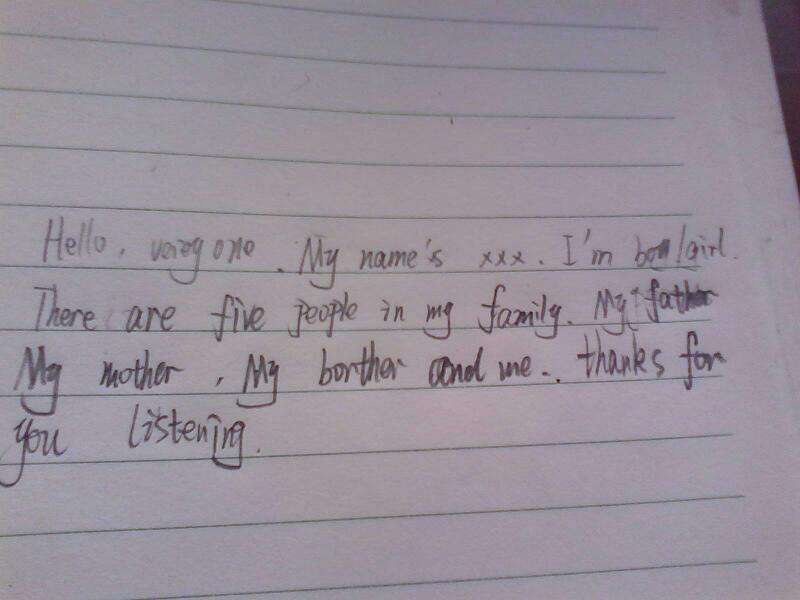 Hello, veregone. My name's xxx. I'm boy/girl.
There are five people in my family. My father
My mother, My borther and me.. thanks for
you listening.